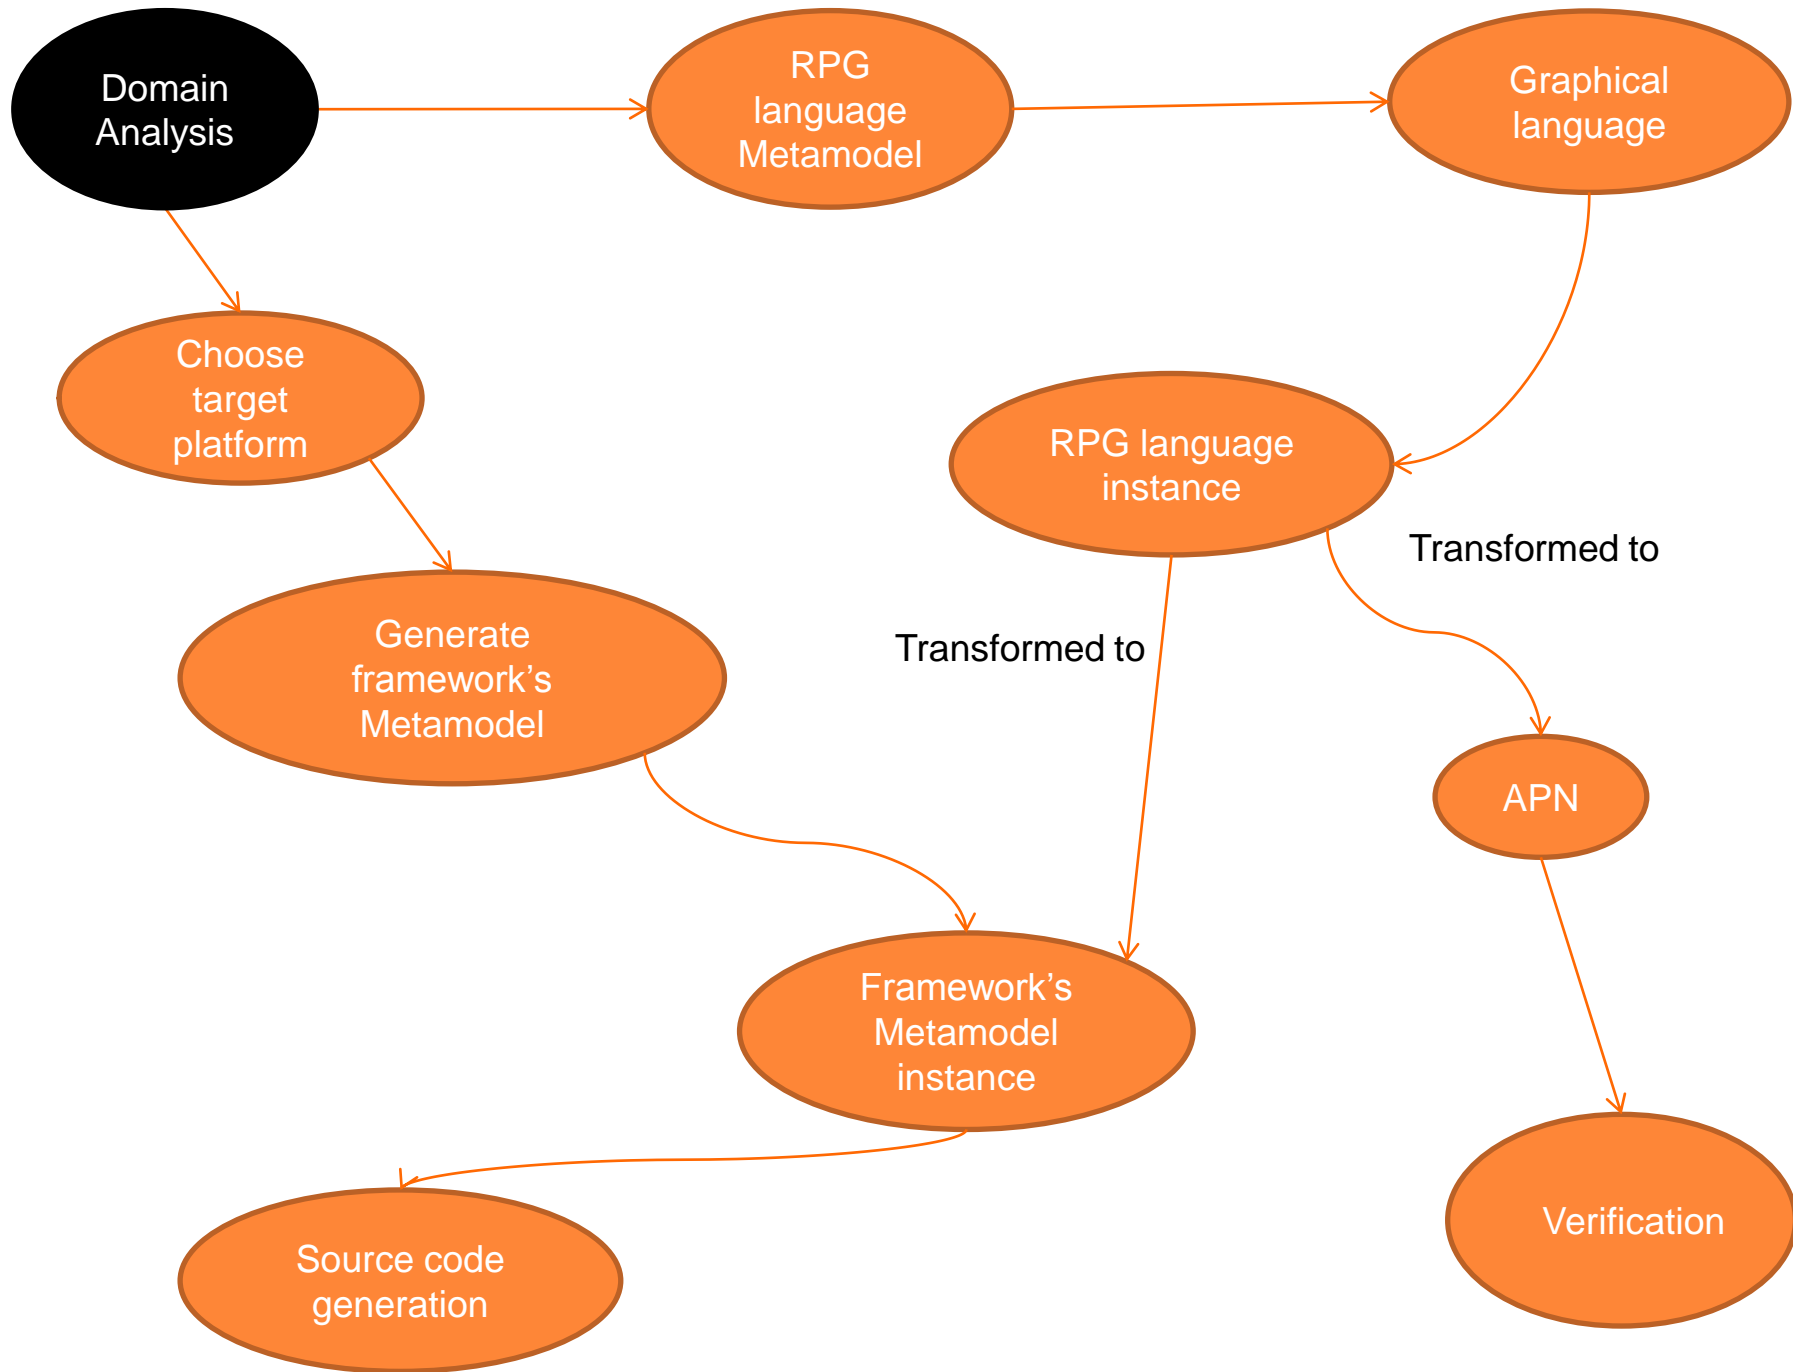 Domain
Analysis
RPG
language
Metamodel
Graphical
language
Choose
target
platform
RPG language
instance
Transformed to
Generate
framework’s
Metamodel
Transformed to
APN
Framework’s
Metamodel
instance
Verification
Source code
generation